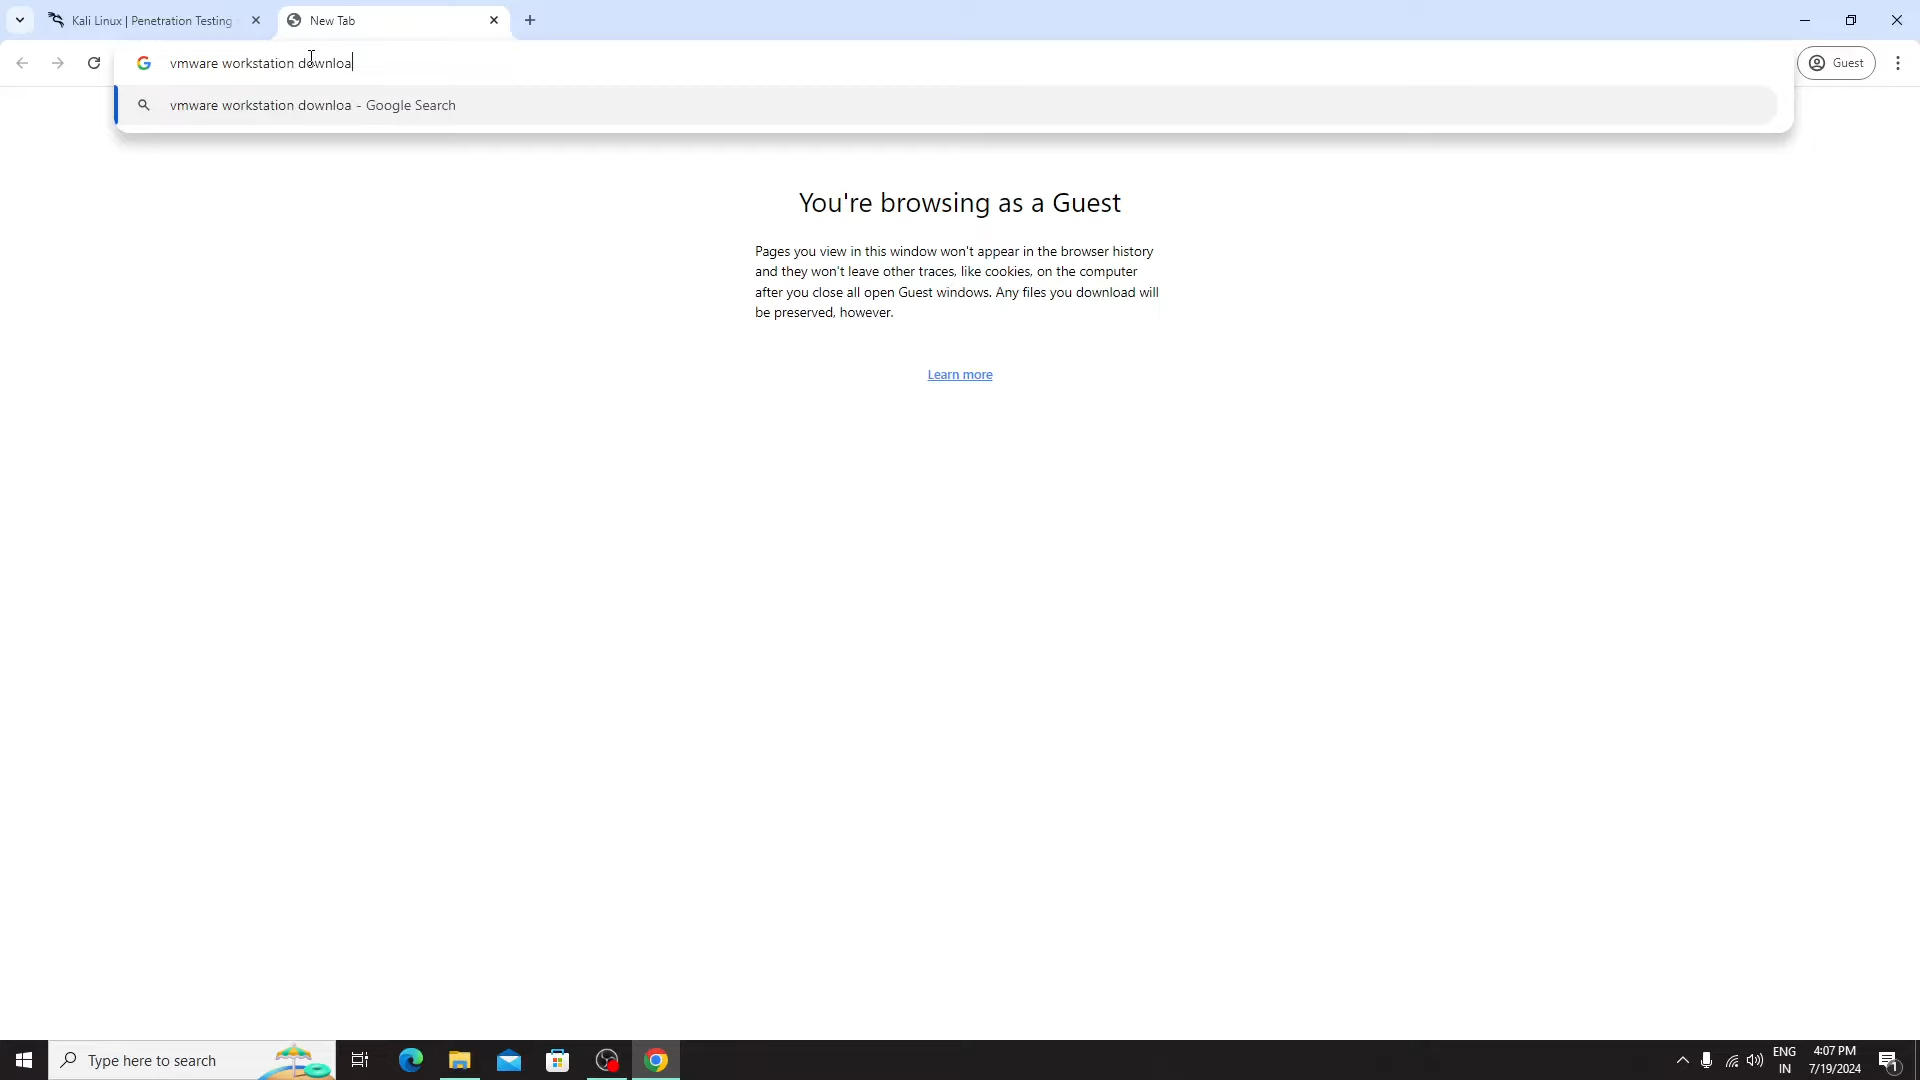 Kali Linux | Penetration Testing
New Tab
vmware workstation downloa
Guest
vmware workstation downloa - Google Search
You're browsing as a Guest
Pages you view in this window won't appear in the browser history
and they won't leave other traces, like cookies, on the computer
after you close all open Guest windows. Any files you download will
be preserved, however.
Learn more
Type here to search
ENG
IN
4:07 PM
7/19/2024
1